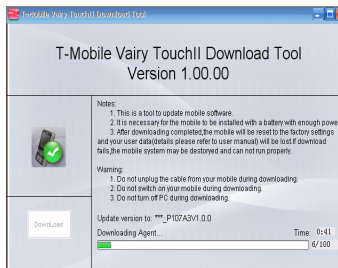 T-Mobile Vairy TouchII Download Tool
T-Mobile Vairy TouchII Download Tool
Version 1.00.00
Notes:
1. This is a tool to update mobile software.
2. It is necessary for the mobile to be installed with a battery with enough powe
3. After downloading completed,the mobile will be reset to the factory settings
and your user data(details please refer to user manual) will be lost.If download
fails,the mobile system may be destoryed and can not run properly.
Warning:
1. Do not unplug the cable from your mobile during downloading.
2. Do not switch on your mobile during downloading.
3. Do not turn off PC during downloading.
DownLoad
Update version to: ***_P107A3V1.0.0
Downloading Agent... Time: 0:41
6/100